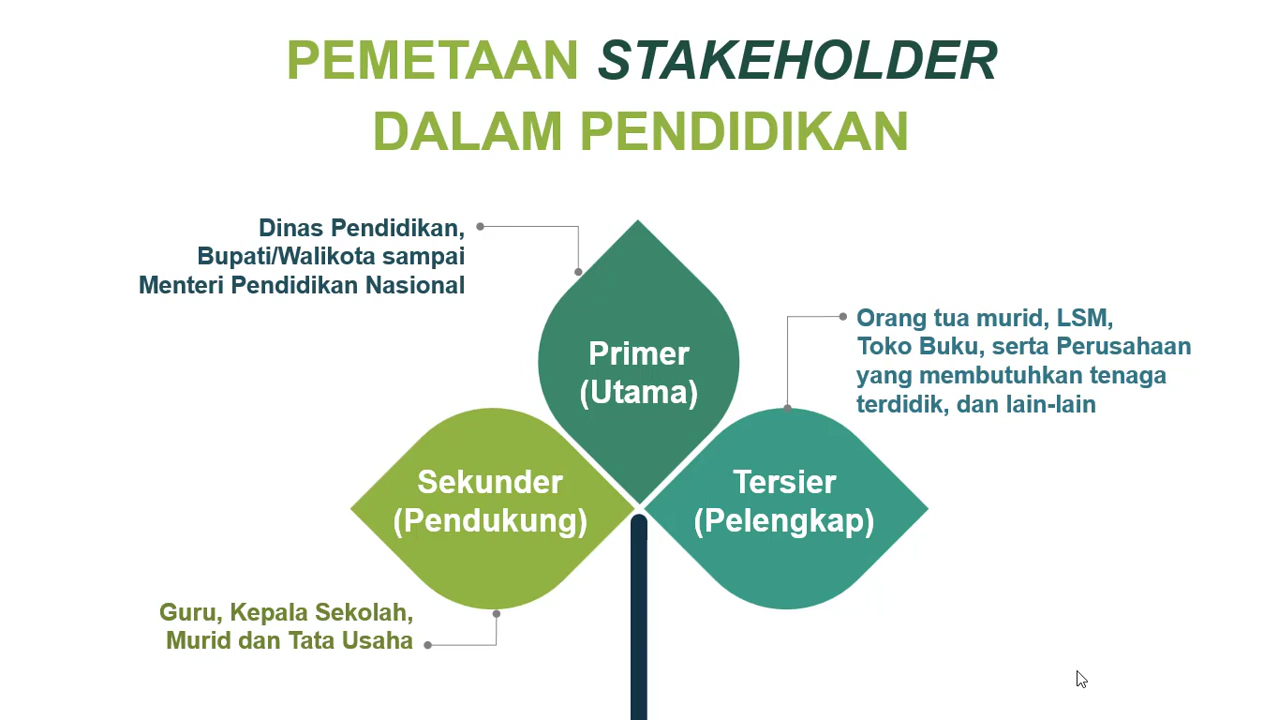 PEMETAAN STAKEHOLDER
DALAM PENDIDIKAN
Dinas Pendidikan,
Bupati/Walikota sampai
Menteri Pendidikan Nasional
Primer
(Utama)
Orang tua murid, LSM,
Toko Buku, serta Perusahaan
yang membutuhkan tenaga
terdidik, dan lain-lain
Sekunder
(Pendukung)
Tersier
(Pelengkap)
Guru, Kepala Sekolah,
Murid dan Tata Usaha